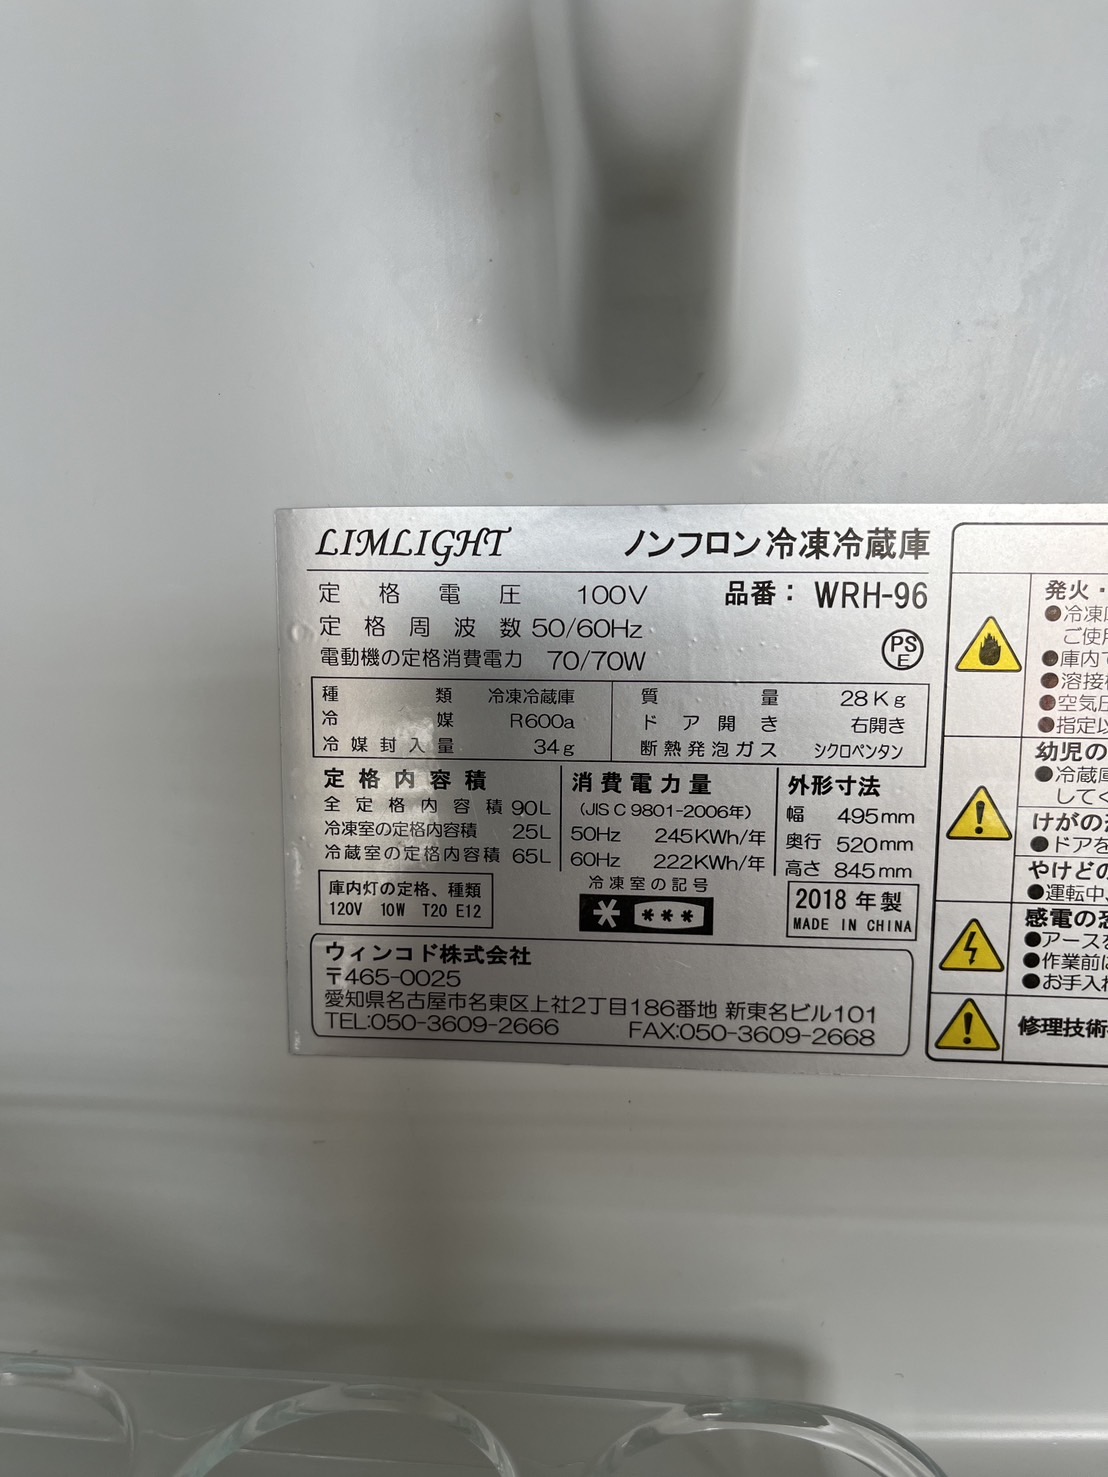 LIMLIGHT ノンフロン冷凍冷蔵庫
定格電圧 100V 品番：WRH-96
定格周波数 50/60Hz
電動機の定格消費電力 70/70W
PS
E
種類 冷凍冷蔵庫
冷媒 R600a
冷媒封入量 34g
質量 28Kg
ドア開き 右開き
断熱発泡ガス シクロペンタン
定格内容積
全定格内容積 90L
冷凍室の定格内容積 25L
冷蔵室の定格内容積 65L
庫内灯の定格、種類
120V 10W T20 E12
消費電力量
(JIS C 9801-2006年)
50Hz 245KWh/年
60Hz 222KWh/年
冷凍室の記号
* ***
外形寸法
幅 495mm
奥行 520mm
高さ 845mm
2018年製
MADE IN CHINA
ウィンコド株式会社
〒465-0025
愛知県名古屋市名東区上社2丁目186番地 新東名ビル101
TEL:050-3609-2666 FAX:050-3609-2668
発火・
●冷凍
ご使
●庫内
●溶接
●空気
●指定
幼児の
●冷蔵
して
けがの
●ドアを
やけどの
●運転中
感電の
●アース
●作業前
●お手入
修理技術